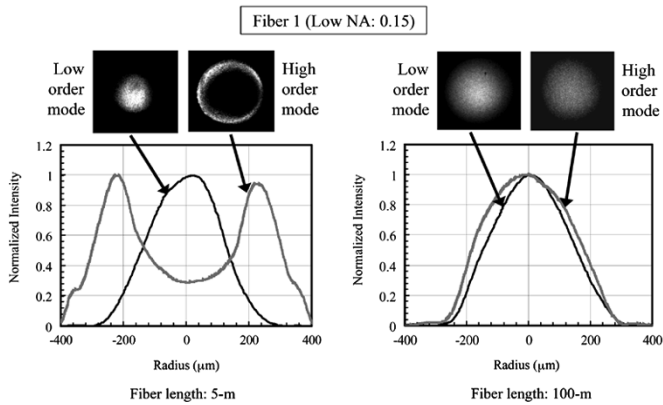 Fiber 1 (Low NA: 0.15)
Low
order
mode
High
order
mode
Low
order
mode
High
order
mode
Normalized Intensity
1.2
1
0.8
0.6
0.4
0.2
0
-400
-200
0
200
400
Radius (μm)
Fiber length: 5-m
Normalized Intensity
1.2
1
0.8
0.6
0.4
0.2
0
-400
-200
0
200
400
Radius (μm)
Fiber length: 100-m